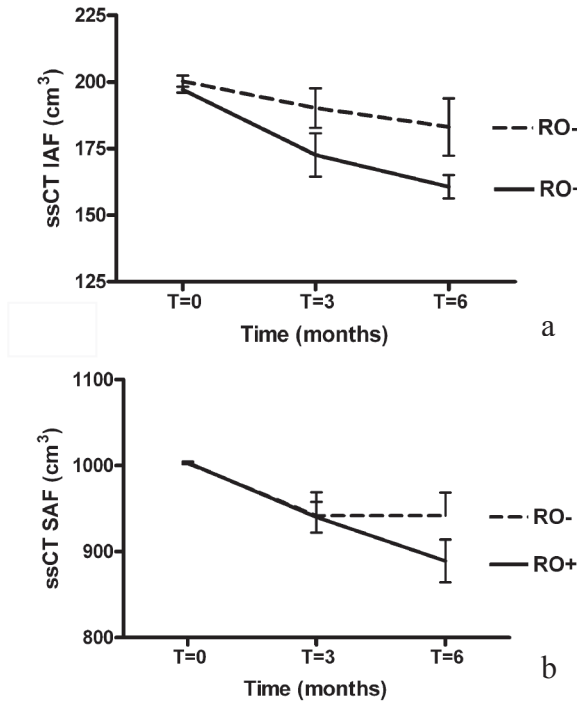 225
200
175
150
125
ssCT IAF (cm³)
RO-
RO-
T=0 T=3 T=6
Time (months)
a
1100
1000
900
800
ssCT SAF (cm³)
RO-
RO+
T=0 T=3 T=6
Time (months)
b